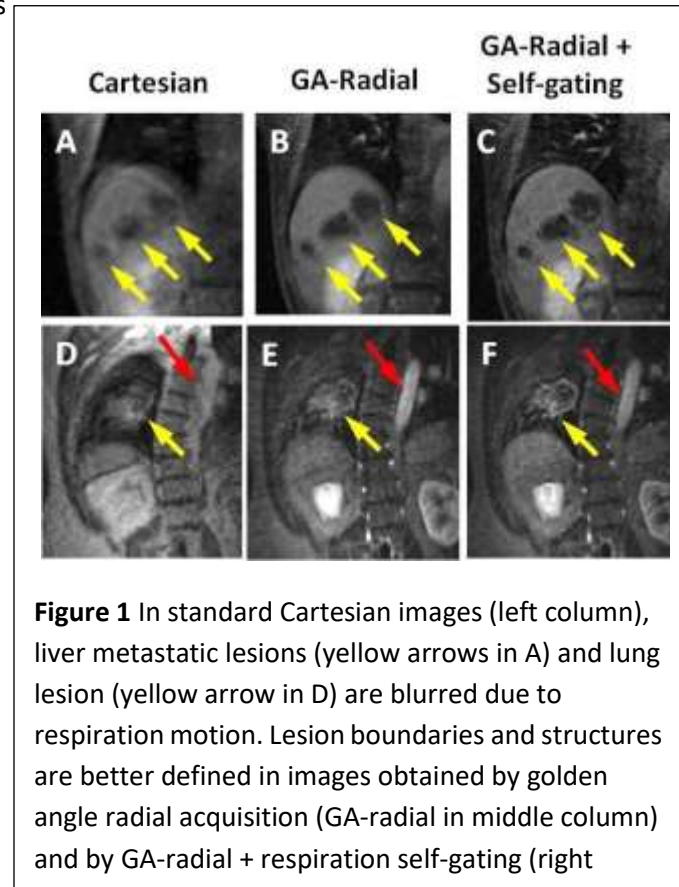 s
Cartesian
GA-Radial
GA-Radial +
Self-gating
A
B
C
D
E
F
Figure 1 In standard Cartesian images (left column),
liver metastatic lesions (yellow arrows in A) and lung
lesion (yellow arrow in D) are blurred due to
respiration motion. Lesion boundaries and structures
are better defined in images obtained by golden
angle radial acquisition (GA-radial in middle column)
and by GA-radial + respiration self-gating (right